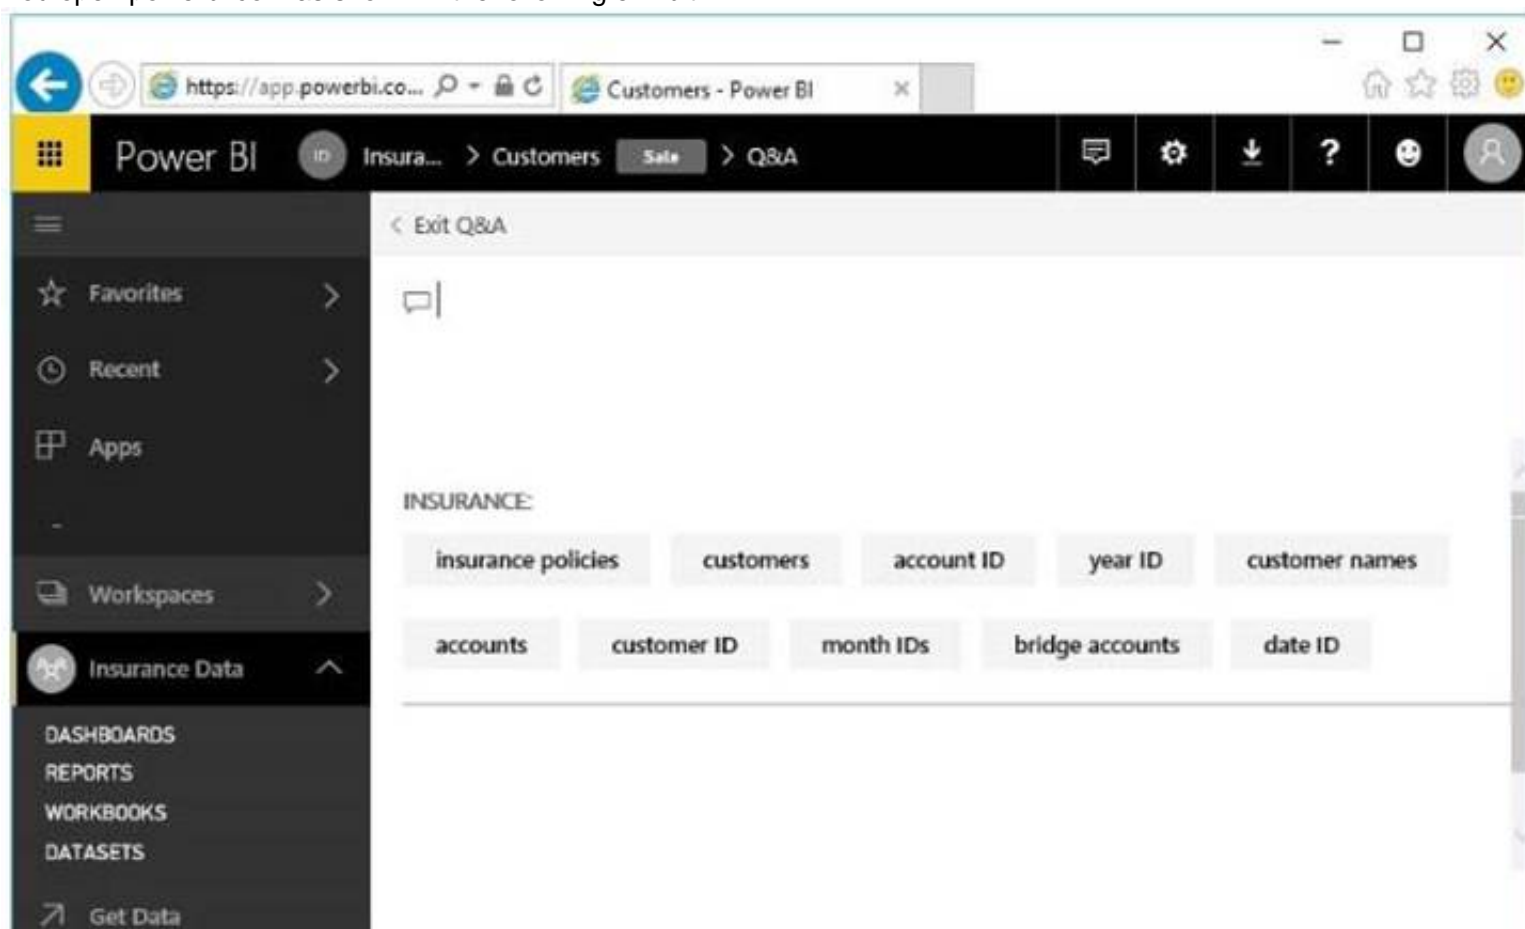 https://app.powerbi.co...
Customers - Power BI
Power BI
ID
Insura... > Customers
Sale
> Q&A
?
< Exit Q&A
Favorites
Recent
Apps
Workspaces
Insurance Data
DASHBOARDS
REPORTS
WORKBOOKS
DATASETS
Get Data
INSURANCE:
insurance policies customers account ID year ID customer names
accounts customer ID month IDs bridge accounts date ID